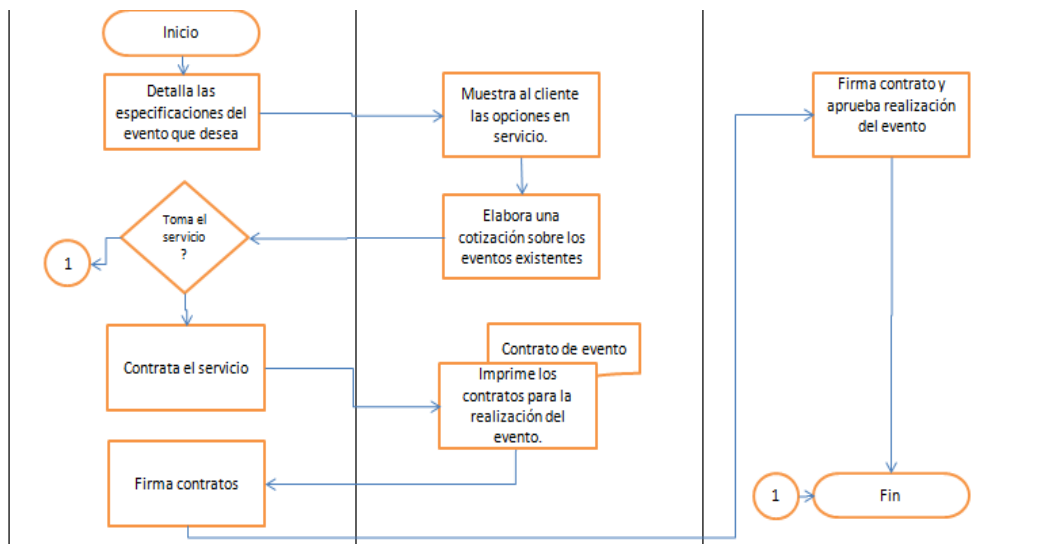 Inicio
Detalla las
especificaciones del
evento que desea
Muestra al cliente
las opciones en
servicio.
Firma contrato y
aprueba realización
del evento
Toma el
servicio
?
1
Elabora una
cotización sobre los
eventos existentes
Contrata el servicio
Contrato de evento
Imprime los
contratos para la
realización del
evento.
Firma contratos
1
Fin